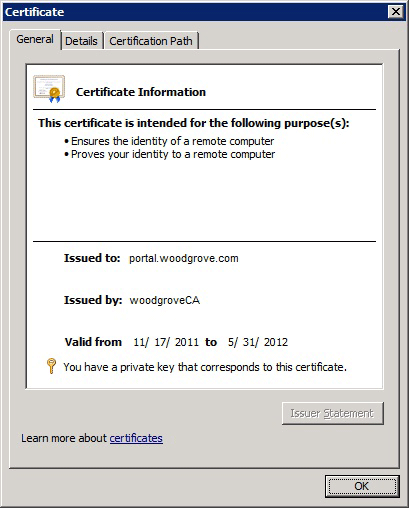 Certificate
General Details Certification Path
Certificate Information
This certificate is intended for the following purpose(s):
• Ensures the identity of a remote computer
• Proves your identity to a remote computer
Issued to: portal.woodgrove.com
Issued by: woodgroveCA
Valid from 11/ 17/ 2011 to 5/ 31/ 2012
You have a private key that corresponds to this certificate.
Issuer Statement
Learn more about certificates
OK